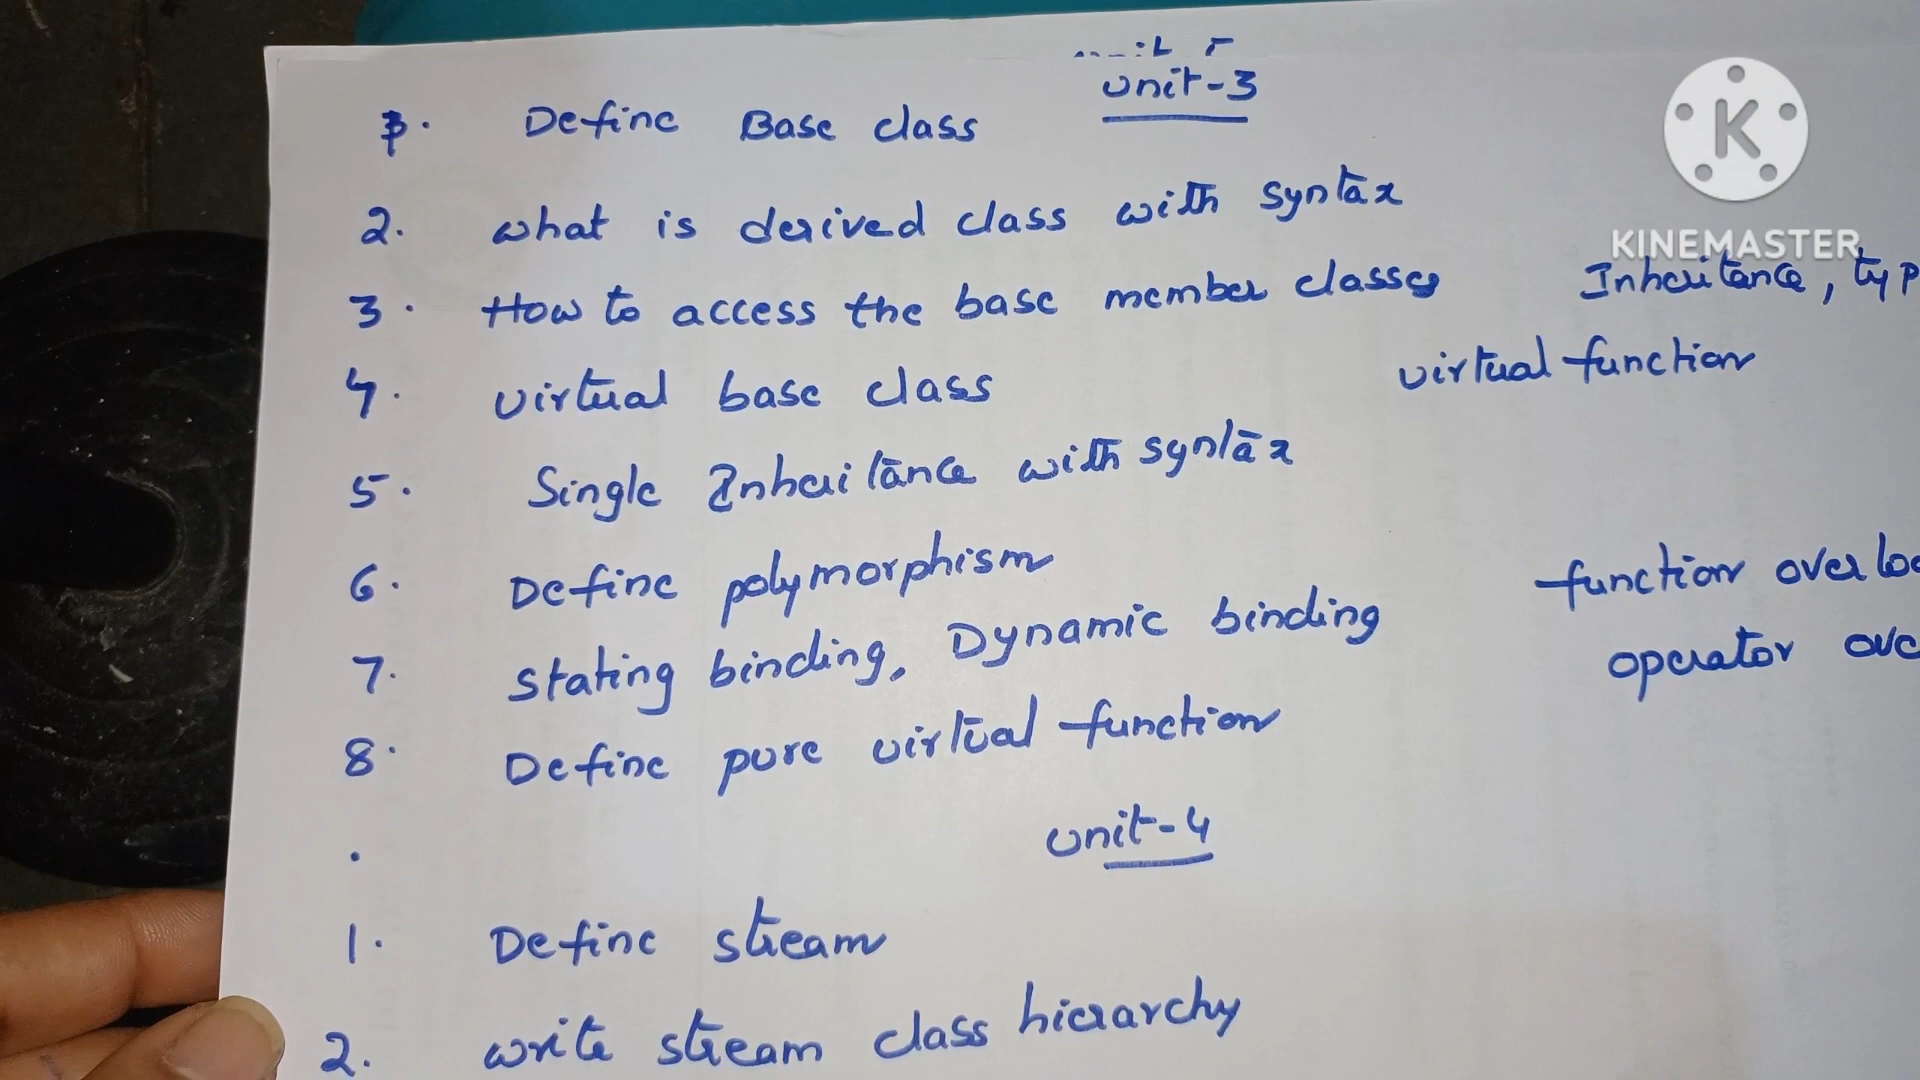 unit-3
1. Define Base class
2. what is derived class with syntax
KINEMASTER
3. How to access the base member classes Inheritance, typ
4. virtual base class virtual function
5. Single Inheritance with syntax
6. Define polymorphism function overloa
7. stating binding, Dynamic binding operator ove
8. Define pure virtual function
unit-4
1. Define stream
2. write stream class hierarchy